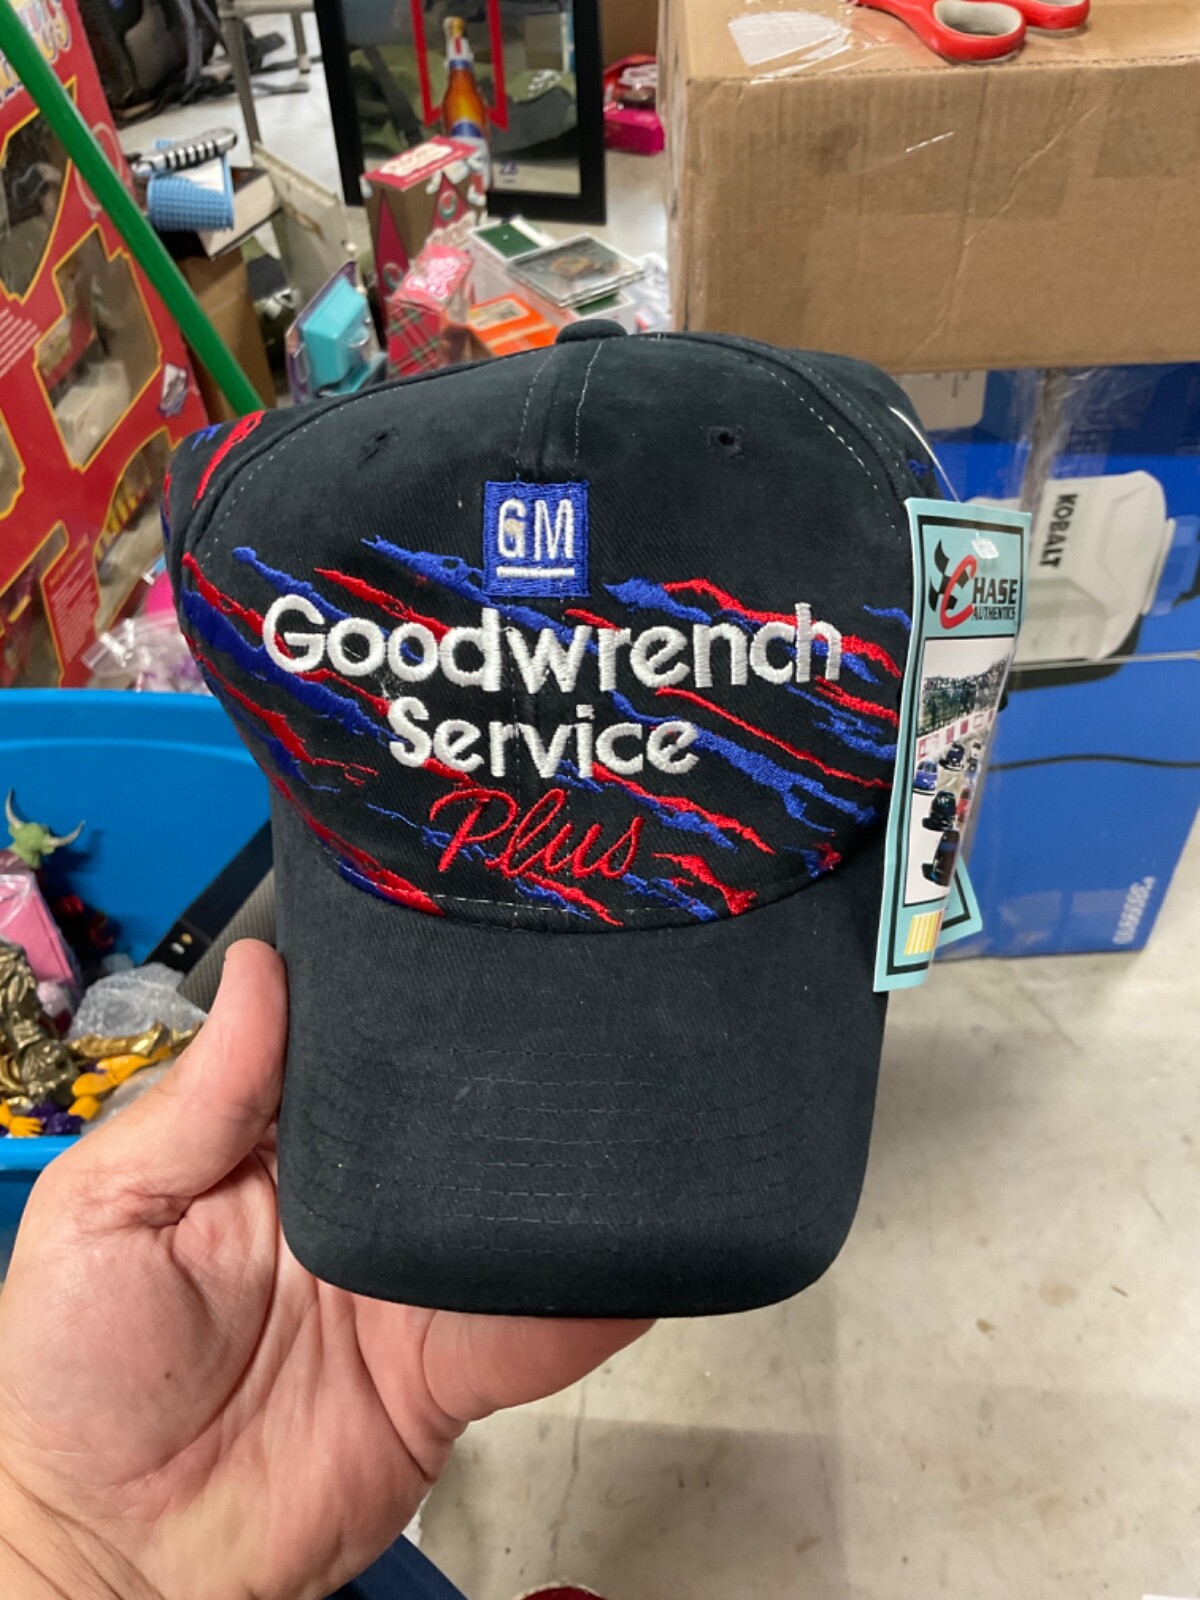 GM
Goodwrench
Service
Plus
CHASE
AUTHENTICS
KOBALT